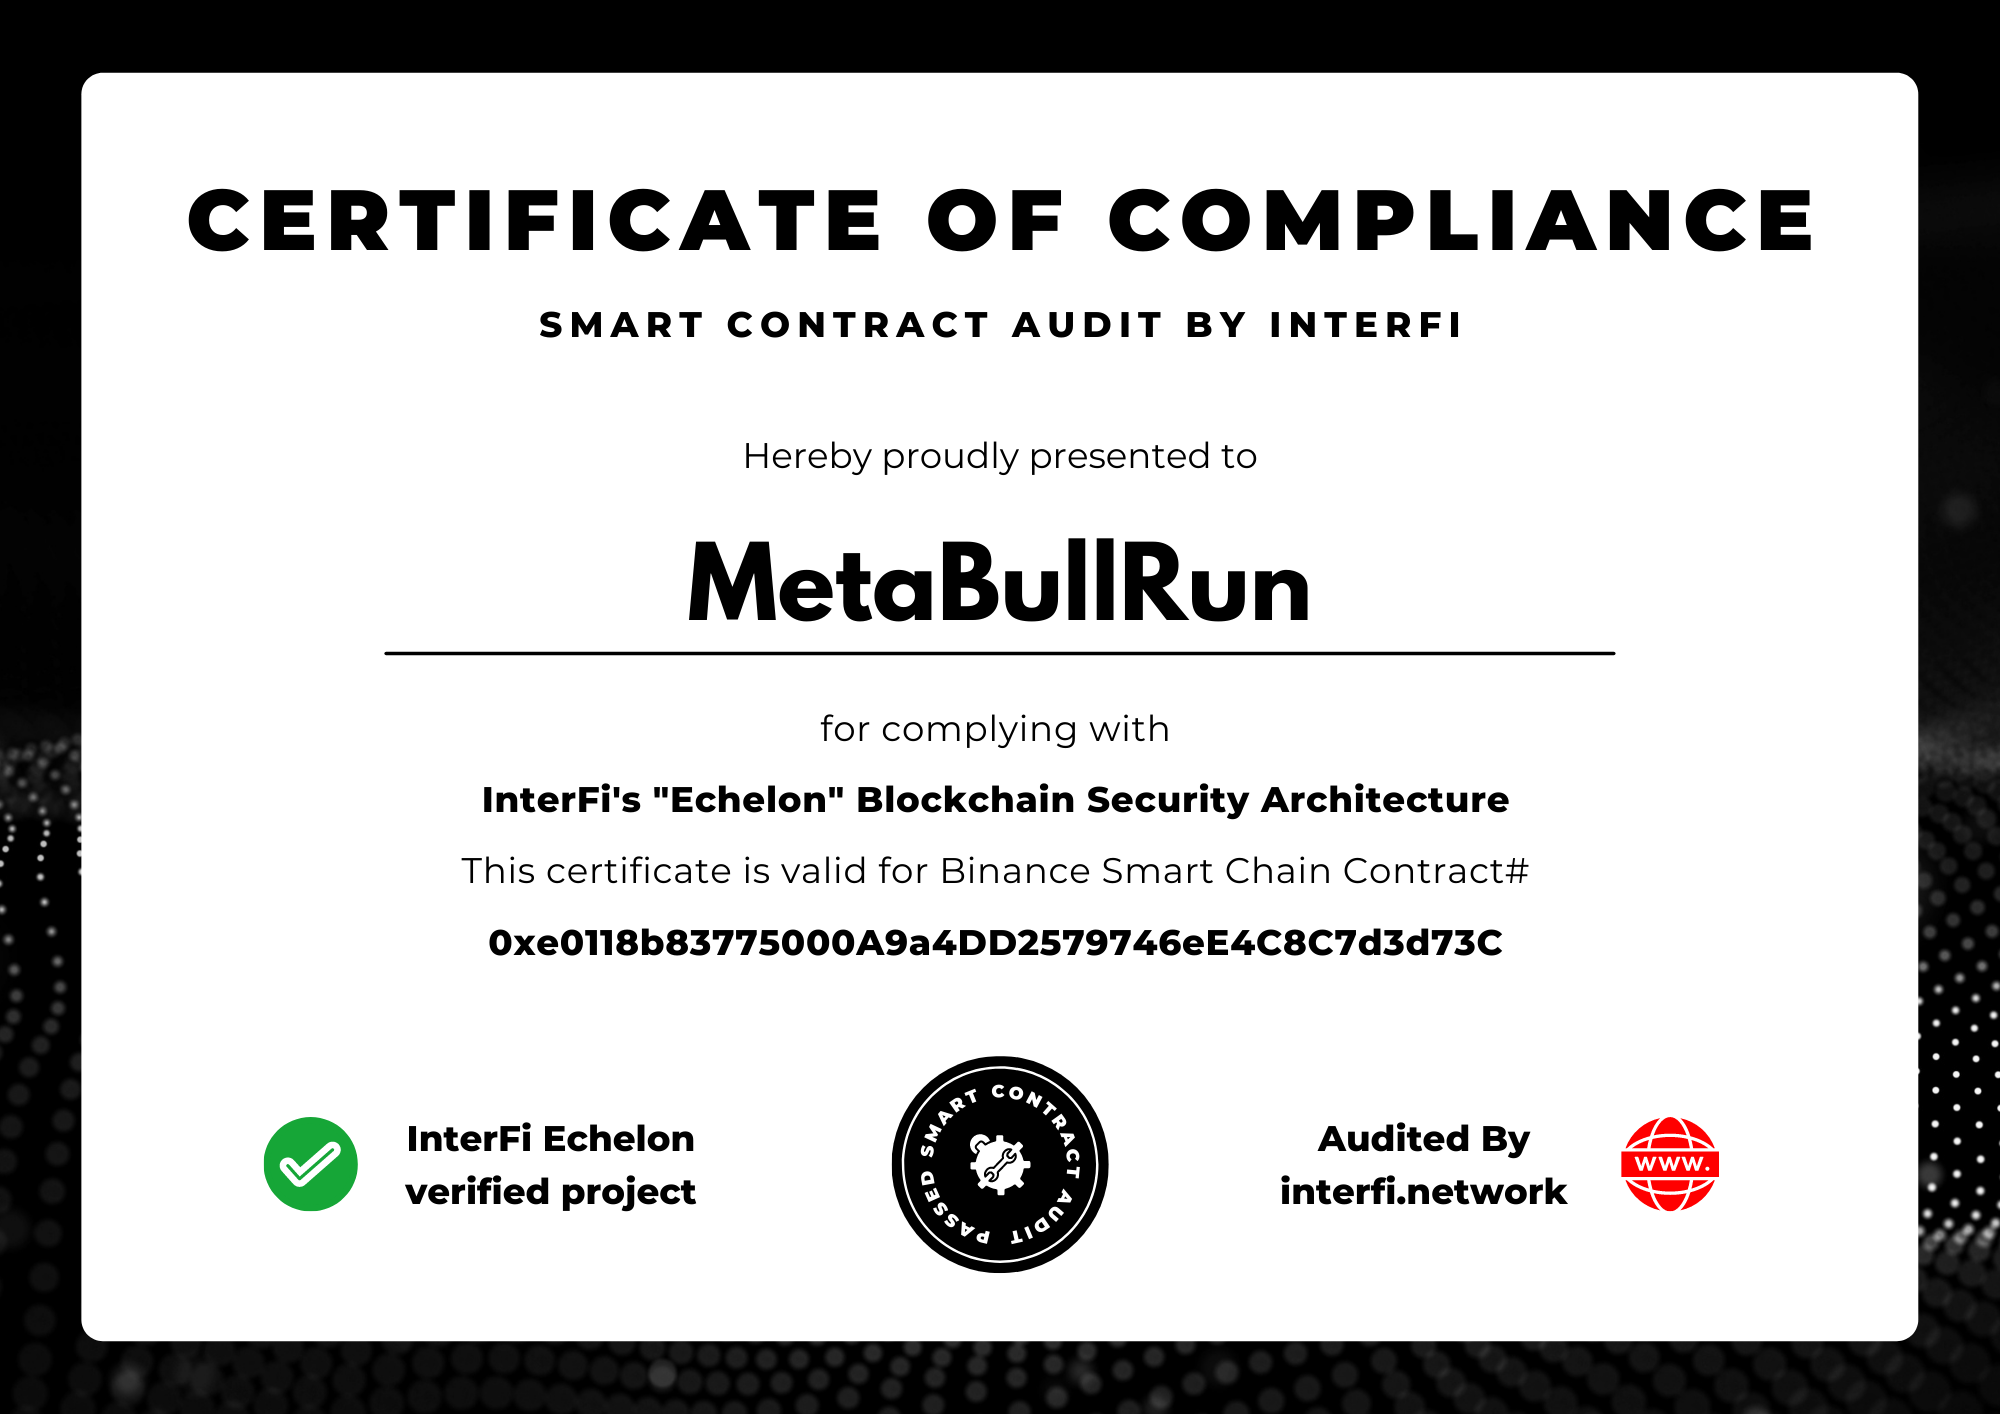 CERTIFICATE OF COMPLIANCE
SMART CONTRACT AUDIT BY INTERFI
Hereby proudly presented to
MetaBullRun
for complying with
InterFi's "Echelon" Blockchain Security Architecture
This certificate is valid for Binance Smart Chain Contract#
0xe0118b83775000A9a4DD2579746eE4C8C7d3d73C
InterFi Echelon
verified project
PASSED SMART CONTRACT AUDIT
Audited By
interfi.network
WWW.